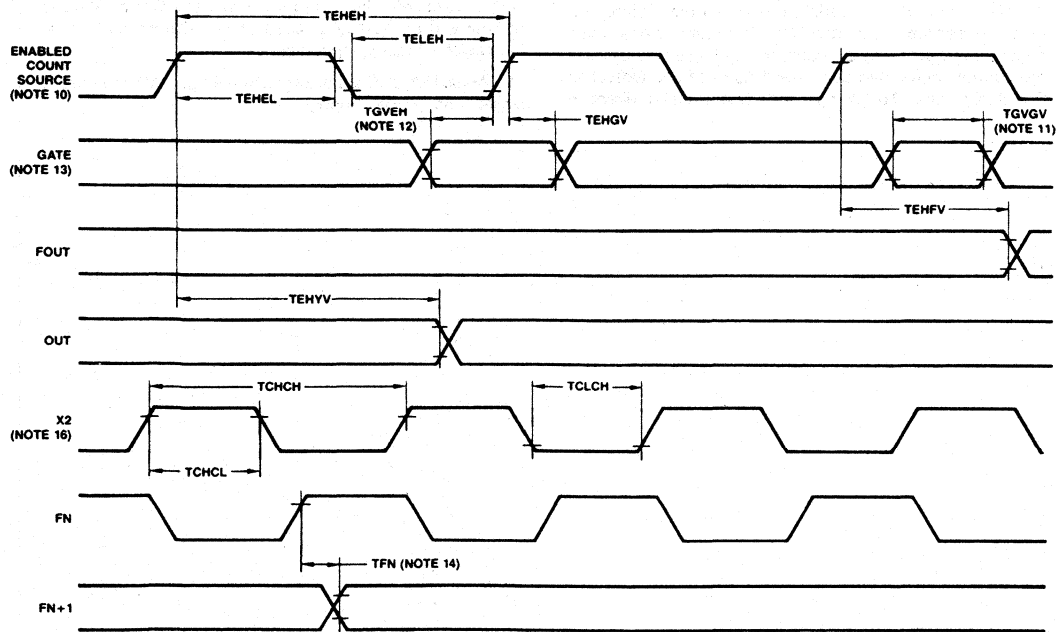 TEHEH
TELEH
ENABLED
COUNT
SOURCE
(NOTE 10)
TEHEL
TGVEH
(NOTE 12)
TEHGV
TGVGV
(NOTE 11)
GATE
(NOTE 13)
TEHFV
FOUT
TEHYV
OUT
TCHCH
TCLCH
X2
(NOTE 16)
TCHCL
FN
TFN (NOTE 14)
FN+1